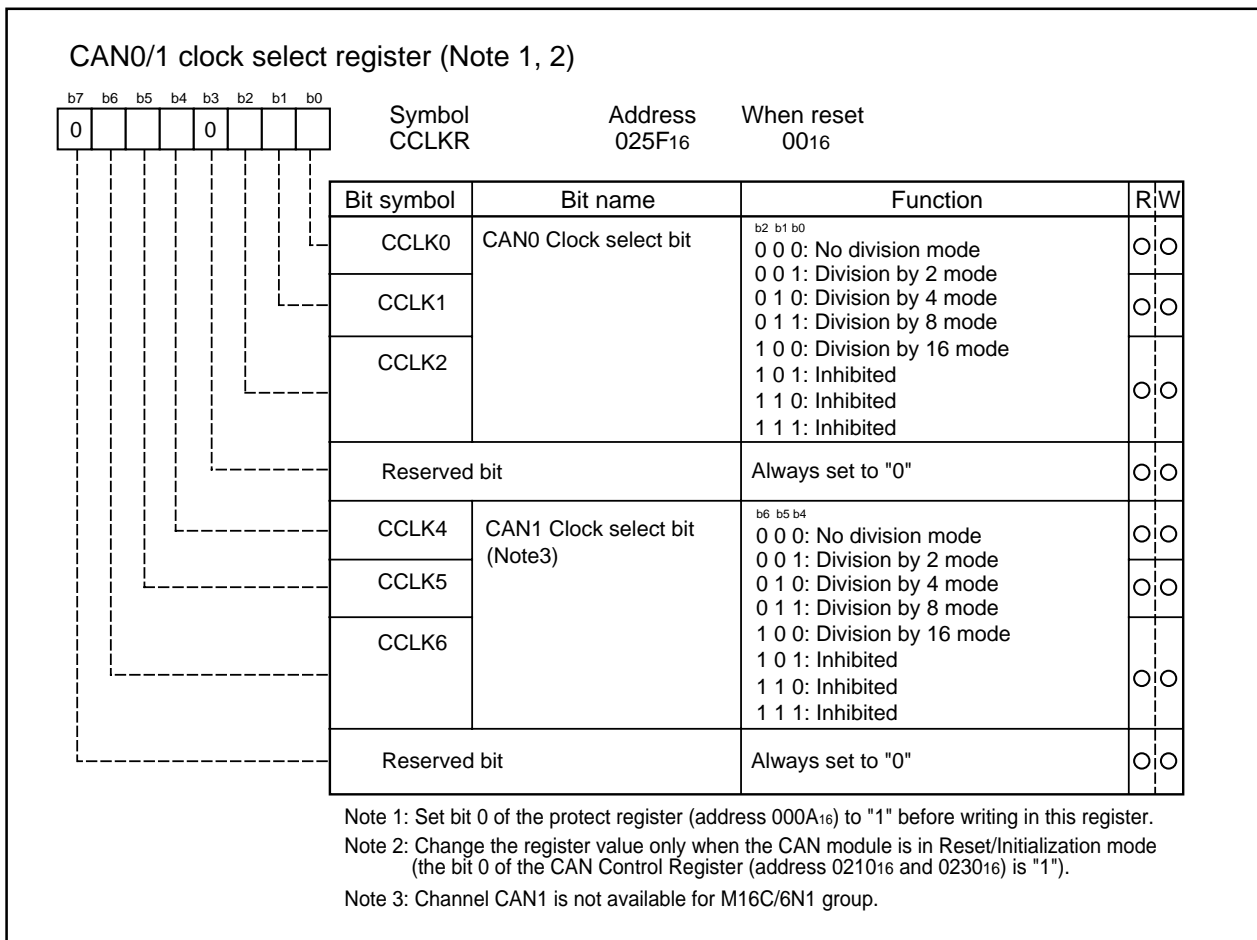 CAN0/1 clock select register (Note 1, 2)
b7 b6 b5 b4 b3 b2 b1 b0
0 0
Symbol Address When reset
CCLKR 025F16 0016
Bit symbol Bit name Function R W
CCLK0 CAN0 Clock select bit b2 b1 b0
0 0 0: No division mode
0 0 1: Division by 2 mode
CCLK1 0 1 0: Division by 4 mode
0 1 1: Division by 8 mode
CCLK2 1 0 0: Division by 16 mode
1 0 1: Inhibited
1 1 0: Inhibited
1 1 1: Inhibited
Reserved bit Always set to "0"
CCLK4 CAN1 Clock select bit b6 b5 b4
(Note3) 0 0 0: No division mode
0 0 1: Division by 2 mode
CCLK5 0 1 0: Division by 4 mode
0 1 1: Division by 8 mode
CCLK6 1 0 0: Division by 16 mode
1 0 1: Inhibited
1 1 0: Inhibited
1 1 1: Inhibited
Reserved bit Always set to "0"
Note 1: Set bit 0 of the protect register (address 000A16) to "1" before writing in this register.
Note 2: Change the register value only when the CAN module is in Reset/Initialization mode
(the bit 0 of the CAN Control Register (address 021016 and 023016) is "1").
Note 3: Channel CAN1 is not available for M16C/6N1 group.